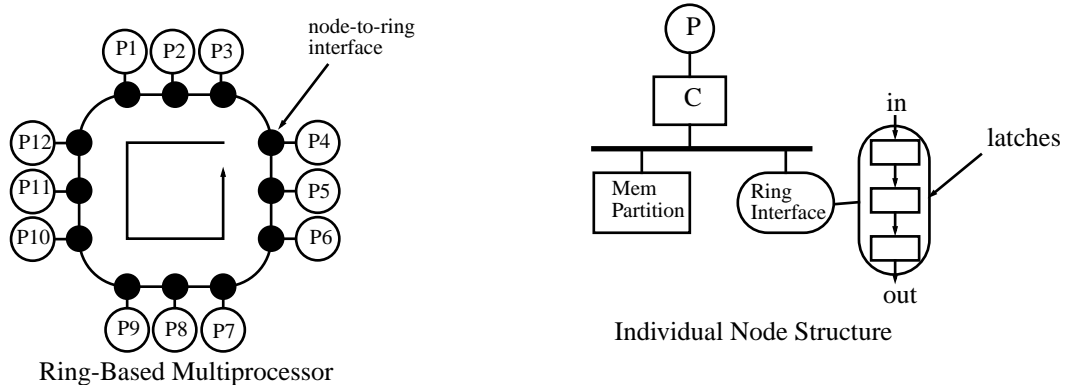 node-to-ring
interface
P1
P2
P3
P12
P4
P11
P5
P10
P6
P9
P8
P7
Ring-Based Multiprocessor
P
C
in
latches
Mem
Partition
Ring
Interface
out
Individual Node Structure